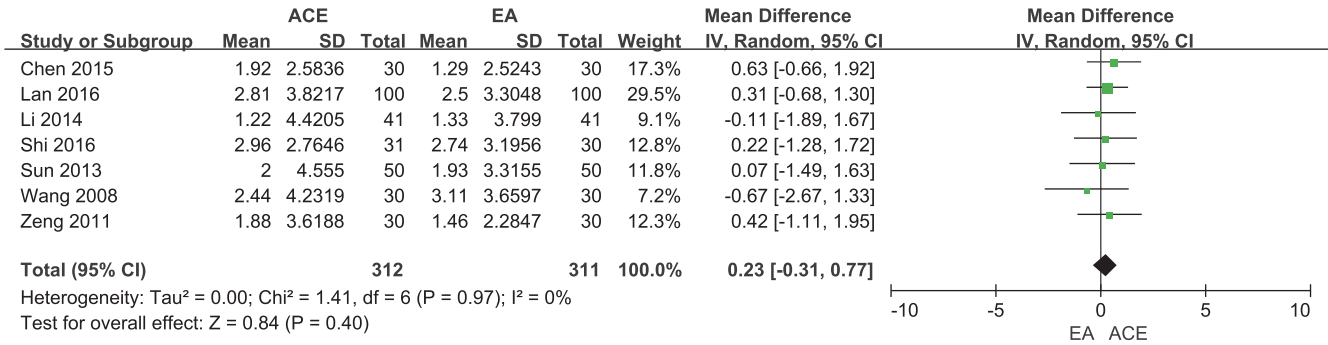 ACE EA Mean Difference Mean Difference
Study or Subgroup Mean SD Total Mean SD Total Weight IV, Random, 95% CI IV, Random, 95% CI
Chen 2015 1.92 2.5836 30 1.29 2.5243 30 17.3% 0.63 [-0.66, 1.92]
Lan 2016 2.81 3.8217 100 2.5 3.3048 100 29.5% 0.31 [-0.68, 1.30]
Li 2014 1.22 4.4205 41 1.33 3.799 41 9.1% -0.11 [-1.89, 1.67]
Shi 2016 2.96 2.7646 31 2.74 3.1956 30 12.8% 0.22 [-1.28, 1.72]
Sun 2013 2 4.555 50 1.93 3.3155 50 11.8% 0.07 [-1.49, 1.63]
Wang 2008 2.44 4.2319 30 3.11 3.6597 30 7.2% -0.67 [-2.67, 1.33]
Zeng 2011 1.88 3.6188 30 1.46 2.2847 30 12.3% 0.42 [-1.11, 1.95]
Total (95% CI) 312 311 100.0% 0.23 [-0.31, 0.77]
Heterogeneity: Tau² = 0.00; Chi² = 1.41, df = 6 (P = 0.97); I² = 0%
Test for overall effect: Z = 0.84 (P = 0.40)
-10 -5 0 5 10
EA ACE